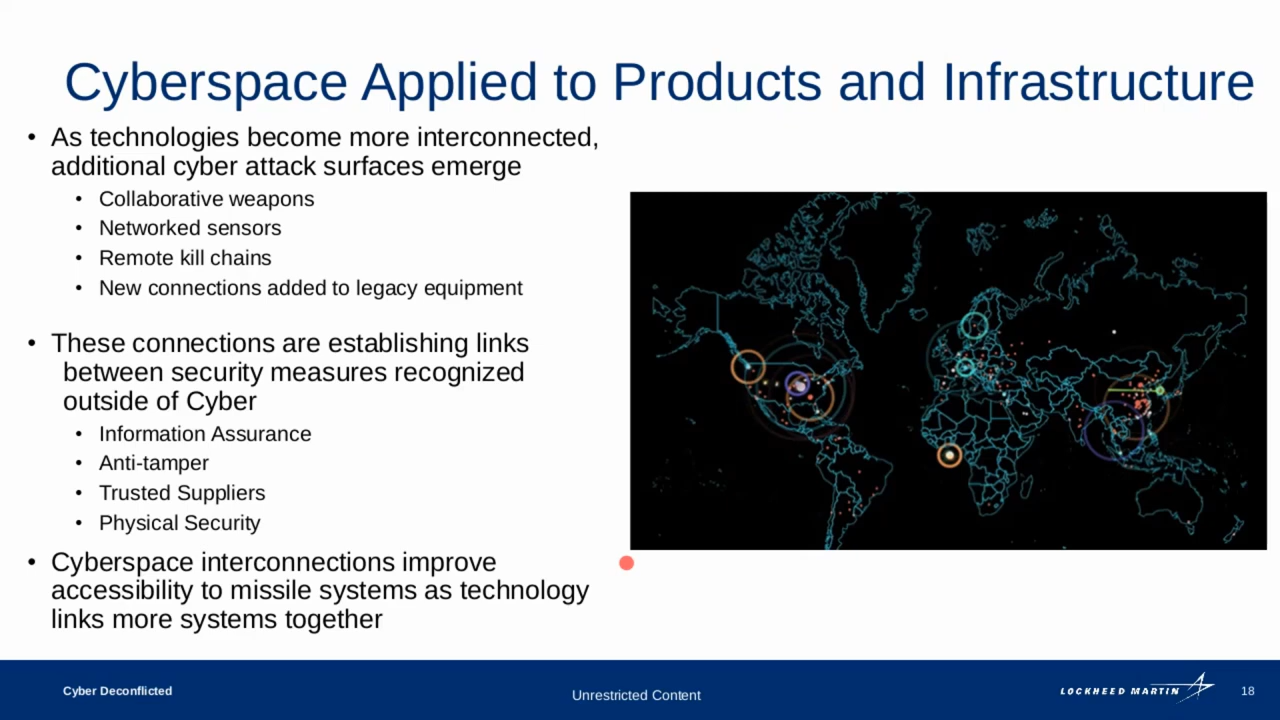 Cyberspace Applied to Products and Infrastructure
• As technologies become more interconnected,
additional cyber attack surfaces emerge
• Collaborative weapons
• Networked sensors
• Remote kill chains
• New connections added to legacy equipment
• These connections are establishing links
between security measures recognized
outside of Cyber
• Information Assurance
• Anti-tamper
• Trusted Suppliers
• Physical Security
• Cyberspace interconnections improve
accessibility to missile systems as technology
links more systems together
Cyber Deconflicted
Unrestricted Content
LOCKHEED MARTIN
18